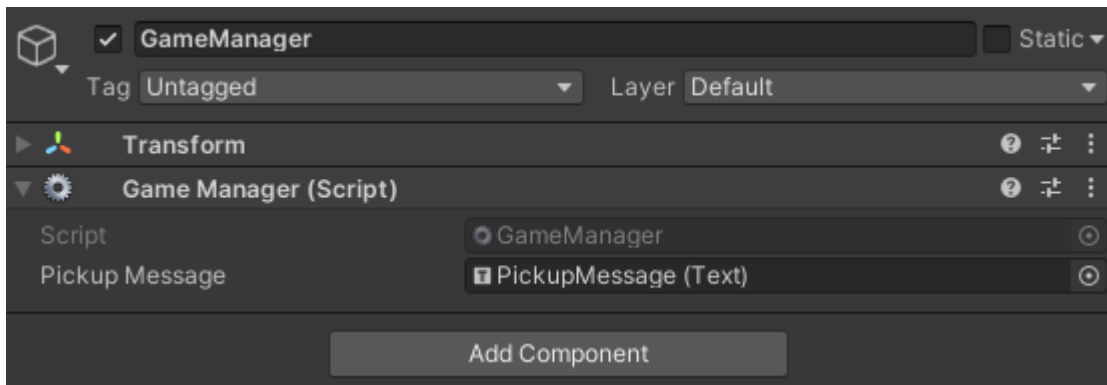 GameManager Static
Tag Untagged Layer Default
Transform
Game Manager (Script)
Script GameManager
Pickup Message PickupMessage (Text)
Add Component